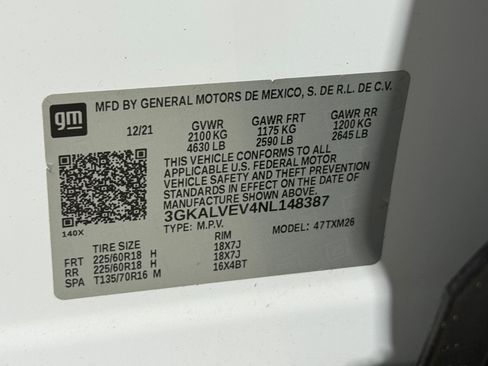 gm
MFD BY GENERAL MOTORS DE MEXICO, S. DE R.L. DE C.V.
12/21 GVWR GAWR FRT GAWR RR
2100 KG 1175 KG 1200 KG
4630 LB 2590 LB 2645 LB
THIS VEHICLE CONFORMS TO ALL
APPLICABLE U.S. FEDERAL MOTOR
VEHICLE SAFETY AND THEFT PREVENTION
STANDARDS IN EFFECT ON THE DATE OF
MANUFACTURE SHOWN ABOVE.
140X 3GKALVEV4NL148387
TYPE: M.P.V. MODEL: 47TXM26
TIRE SIZE RIM
FRT 225/60R18 H 18X7J
RR 225/60R18 H 18X7J
SPA T135/70R16 M 16X4BT